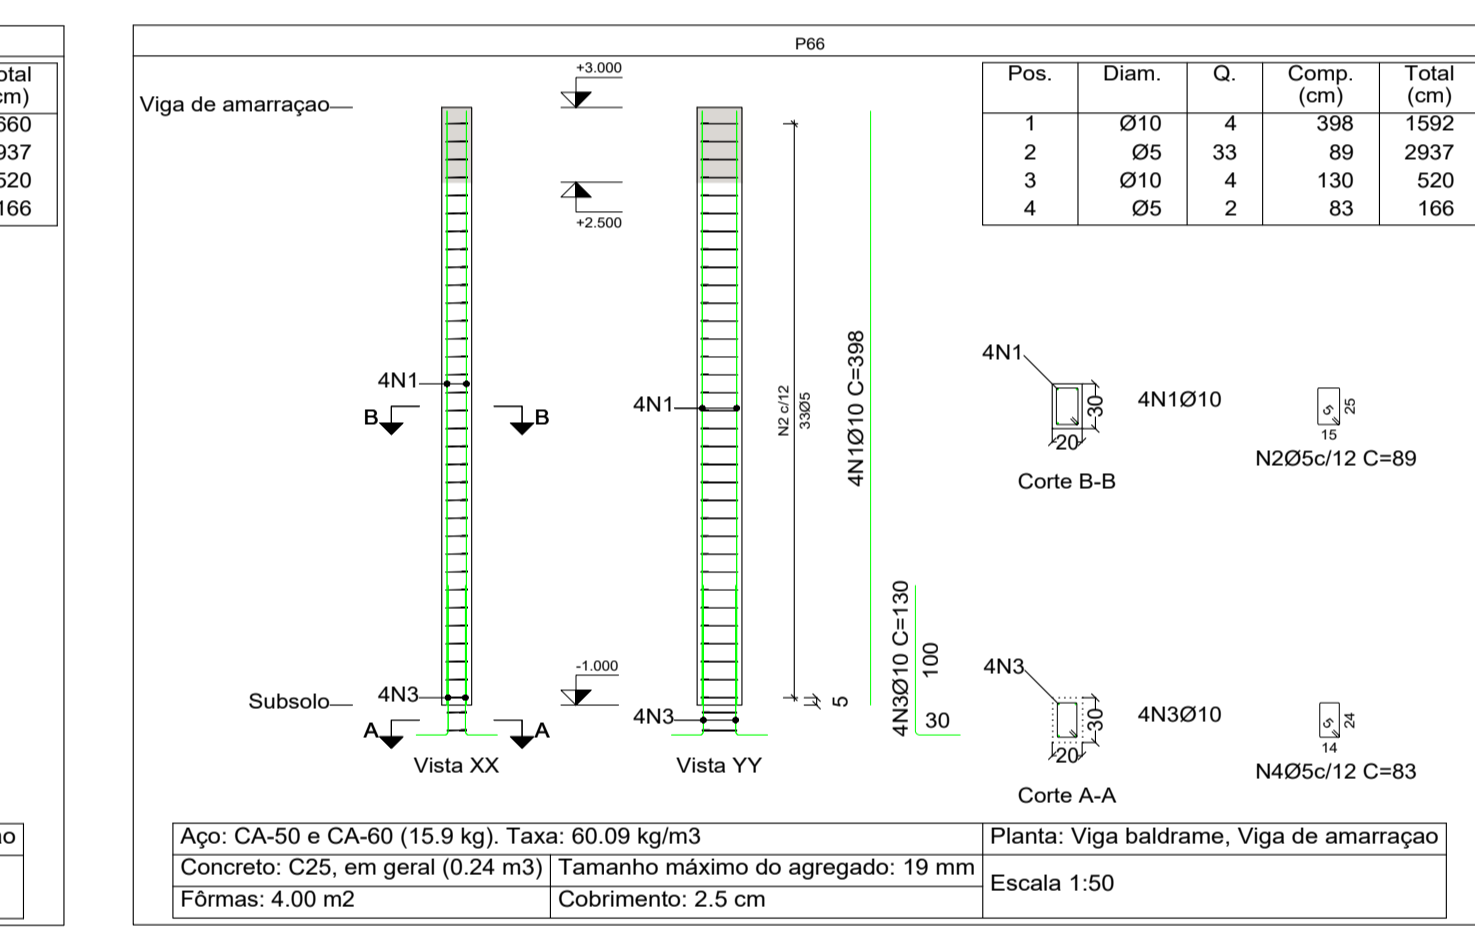 otal
cm)
660
937
520
166
o
P66
Viga de amarraçao
+3.000
+2.500
4N1
B
B
4N1
N2 c/12
33Ø5
4N1Ø10 C=398
Subsolo
4N3
-1.000
A
A
4N3
5
4N3Ø10 C=130
100
30
Vista XX
Vista YY
Pos. Diam. Q. Comp. (cm) Total (cm)
1 Ø10 4 398 1592
2 Ø5 33 89 2937
3 Ø10 4 130 520
4 Ø5 2 83 166
4N1
30
20
4N1Ø10
Corte B-B
5
25
15
N2Ø5c/12 C=89
4N3
30
20
4N3Ø10
Corte A-A
5
24
14
N4Ø5c/12 C=83
Aço: CA-50 e CA-60 (15.9 kg). Taxa: 60.09 kg/m3
Planta: Viga baldrame, Viga de amarraçao
Concreto: C25, em geral (0.24 m3)
Tamanho máximo do agregado: 19 mm
Escala 1:50
Fôrmas: 4.00 m2
Cobrimento: 2.5 cm